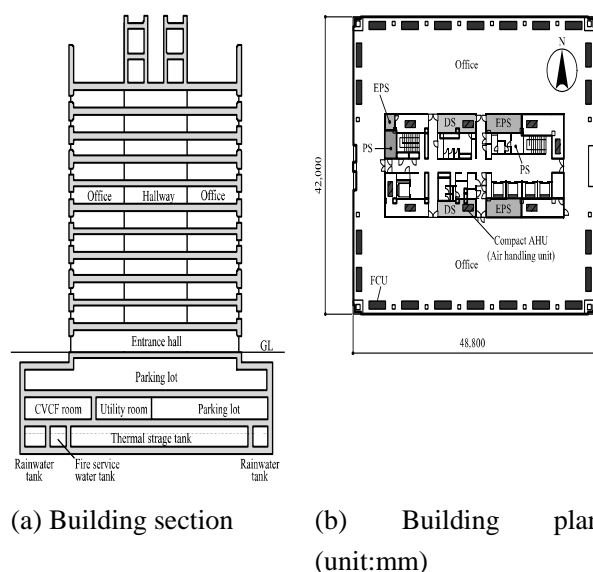 Office Hallway Office
Entrance hall
GL
Parking lot
CVCF room Utility room Parking lot
Thermal strage tank
Rainwater
tank
Fire service
water tank
Rainwater
tank
(a) Building section
N
Office
EPS
DS
EPS
PS
PS
DS
EPS
Compact AHU
(Air handling unit)
Office
FCU
42,000
48,800
(b) Building plan
(unit:mm)